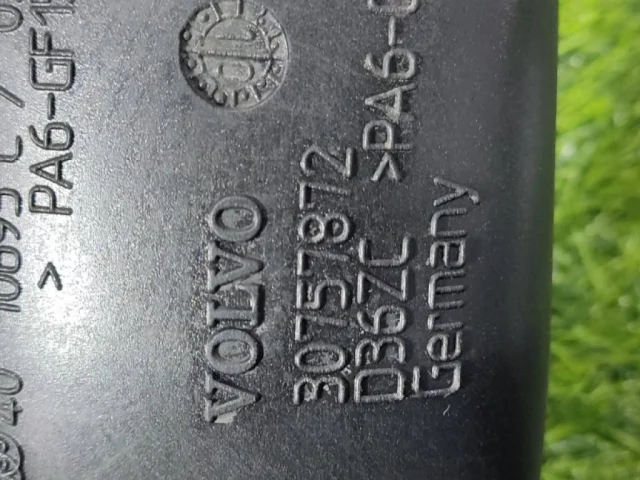 VOLVO
30757872
D36ZC
Germany
>PA6-G
> PA6-GF1